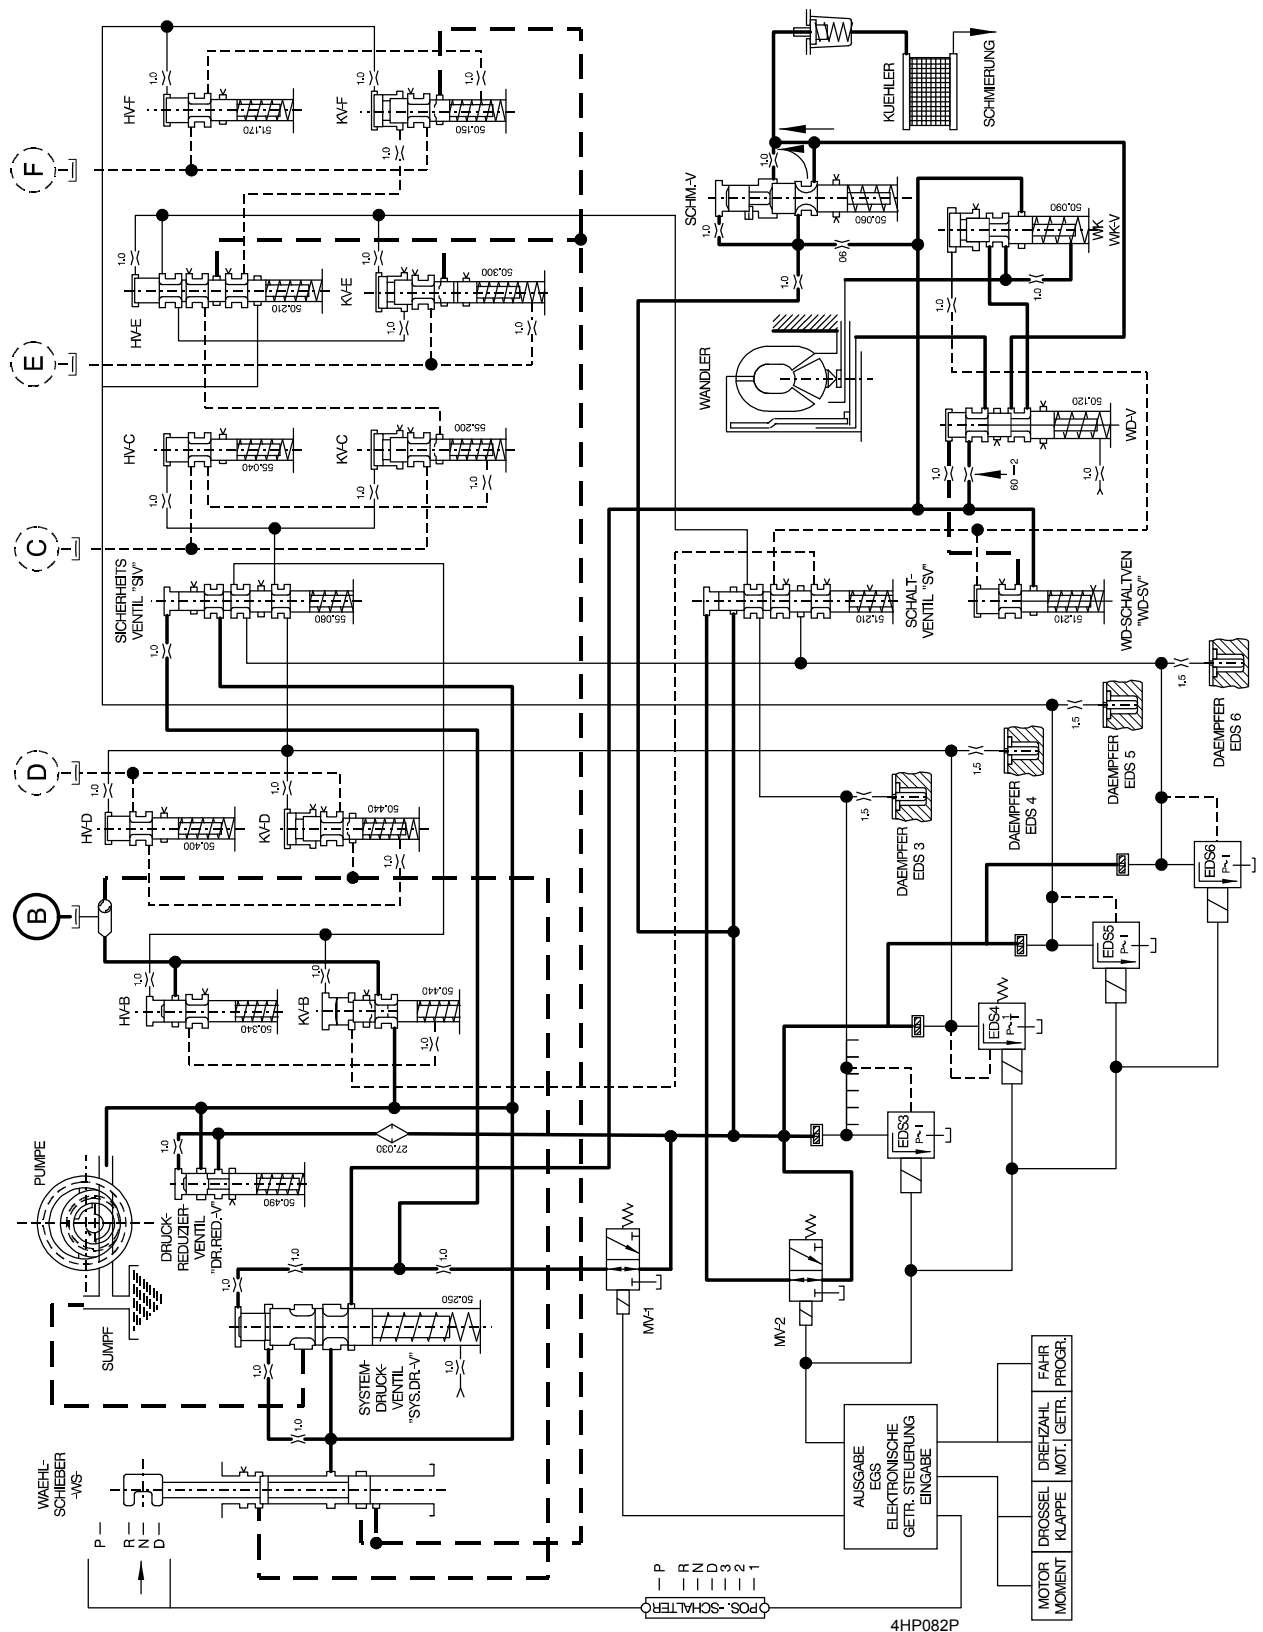 F
1.0
HV-F
51.170
1.0
KV-F
50.150
1.0
E
1.0
HV-E
50.210
1.0
KV-E
50.300
1.0
1.0
C
HV-C
55.040
1.0
KV-C
55.200
1.0
1.0
SICHERHEITS
VENTIL "SIV"
55.080
1.0
D
1.0
HV-D
50.400
1.0
KV-D
50.440
1.0
B
1.0
HV-B
50.340
1.0
KV-B
50.440
1.0
PUMPE
SUMPF
DRUCK-
REDUZIER-
VENTIL
"DR.RED.-V"
1.0
50.490
27.030
SYSTEM-
DRUCK-
VENTIL
"SYS.DR.-V"
50.250
1.0
1.0
1.0
1.0
1.0
1.0
WAEHL-
SCHIEBER
-WS-
P
R
N
D
KUEHLER
SCHMIERUNG
SCHM.-V
1.0
1.0
50.060
06
1.0
50.090
WK
WK-V
1.0
1.0
WANDLER
50.120
WD-V
1.0
1.0
60 -2
SCHALT-
VENTIL "SV"
51.210
WD-SCHALTVEN
"WD-SV"
51.210
1.5
DAEMPFER
EDS 6
1.5
DAEMPFER
EDS 5
1.5
DAEMPFER
EDS 4
1.5
DAEMPFER
EDS 3
EDS6
P~I
EDS5
P~I
EDS4
P~1
EDS3
P~I
MV-1
MV-2
AUSGABE
EGS
ELEKTRONISCHE
GETR. STEUERUNG
EINGABE
MOTOR
MOMENT
DROSSEL
KLAPPE
DREHZAHL
MOT. GETR.
FAHR
PROGR.
POS.-SCHALTER
P
R
N
D
3
2
1
4HP082P